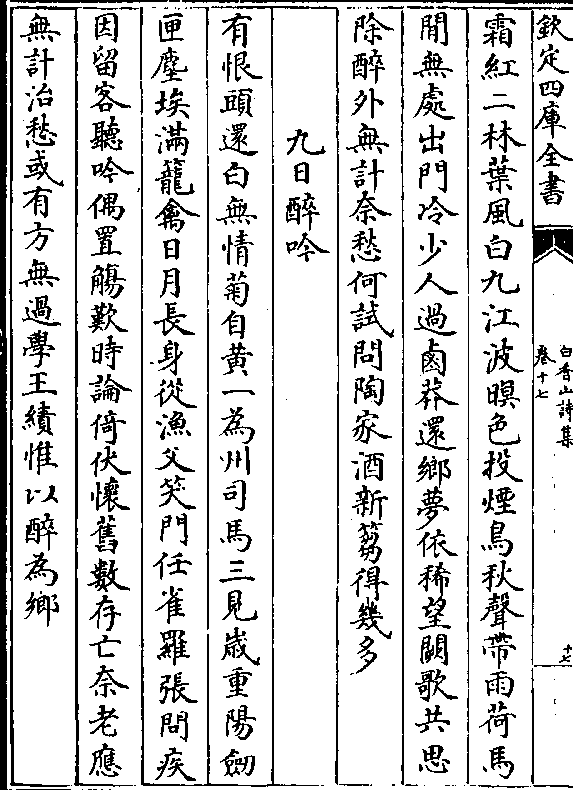 欽定四庫全書
白香山詩集
卷十七
十七
霜紅二林葉風白九江波暝色投煙鳥秋聲帶雨荷馬
閒無處出門冷少人過鹵莽還鄉夢依稀望闕歌共思
除醉外無計奈愁何試問陶家酒新篘得幾多
九日醉吟
有恨頭還白無情菊自黃一為州司馬三見嵗重陽劒
匣塵埃滿籠禽日月長身從漁父笑門任雀羅張問疾
因留客聽吟偶置觴歎時論倚伏懷舊數存亡奈老應
無計治愁或有方無過學王績惟以醉為鄉